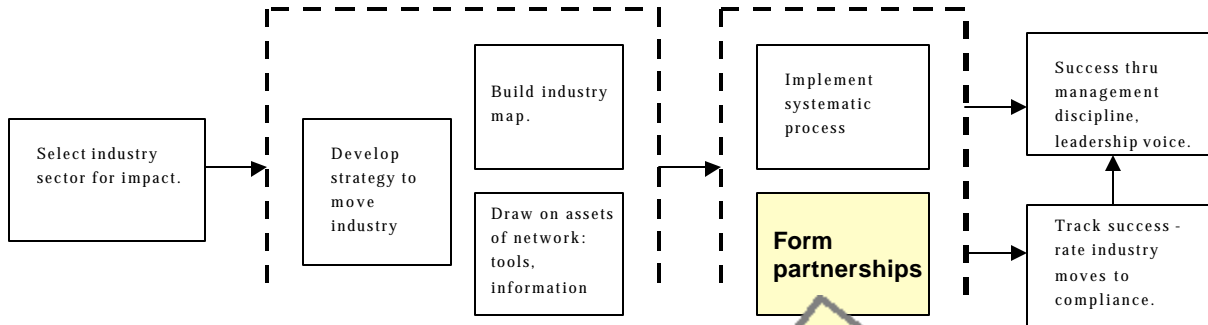 Select industry
sector for impact.
Develop
strategy to
move
industry
Build industry
map.
Draw on assets
of network:
tools,
information
Implement
systematic
process
Form
partnerships
Success thru
management
discipline,
leadership voice.
Track success -
rate industry
moves to
compliance.